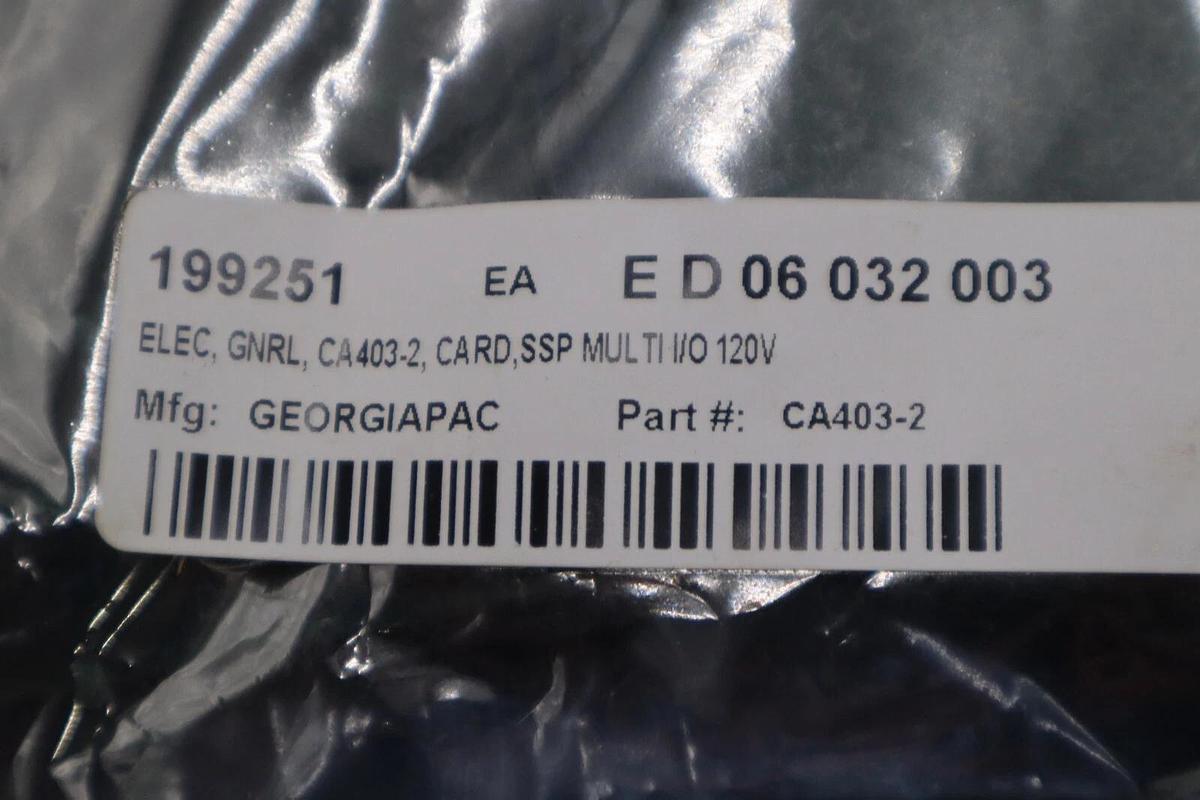 199251 EA E D 06 032 003
ELEC, GNRL, CA403-2, CARD,SSP MULTI I/O 120V
Mfg: GEORGIAPAC Part #: CA403-2